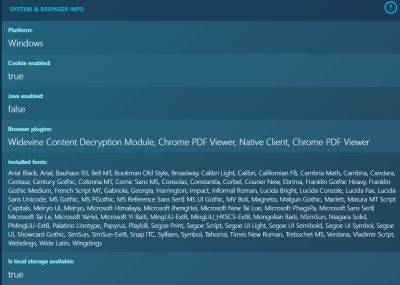 SYSTEM & BROWSER INFO
?
Platform:
Windows
Cookie enabled:
true
Java enabled:
false
Browser plugins:
Widevine Content Decryption Module, Chrome PDF Viewer, Native Client, Chrome PDF Viewer
Installed fonts:
Arial Black, Arial, Bauhaus 93, Bell MT, Bookman Old Style, Broadway, Calibri Light, Calibri, Californian FB, Cambria Math, Cambria, Candara,
Centaur, Century Gothic, Colonna MT, Comic Sans MS, Consolas, Constantia, Corbel, Courier New, Ebrima, Franklin Gothic Heavy, Franklin
Gothic Medium, French Script MT, Gabriola, Georgia, Harrington, Impact, Informal Roman, Lucida Bright, Lucida Console, Lucida Fax, Lucida
Sans Unicode, MS Gothic, MS PGothic, MS Reference Sans Serif, MS UI Gothic, MV Boli, Magneto, Malgun Gothic, Marlett, Matura MT Script
Capitals, Meiryo UI, Meiryo, Microsoft Himalaya, Microsoft JhengHei, Microsoft New Tai Lue, Microsoft PhagsPa, Microsoft Sans Serif,
Microsoft Tai Le, Microsoft YaHei, Microsoft Yi Baiti, MingLiU-ExtB, MingLiU_HKSCS-ExtB, Mongolian Baiti, NSimSun, Niagara Solid,
PMingLiU-ExtB, Palatino Linotype, Papyrus, Playbill, Segoe Print, Segoe Script, Segoe UI Light, Segoe UI Semibold, Segoe UI Symbol, Segoe
UI, Showcard Gothic, SimSun, SimSun-ExtB, Snap ITC, Sylfaen, Symbol, Tahoma, Times New Roman, Trebuchet MS, Verdana, Vladimir Script,
Webdings, Wide Latin, Wingdings
Is local storage available:
true